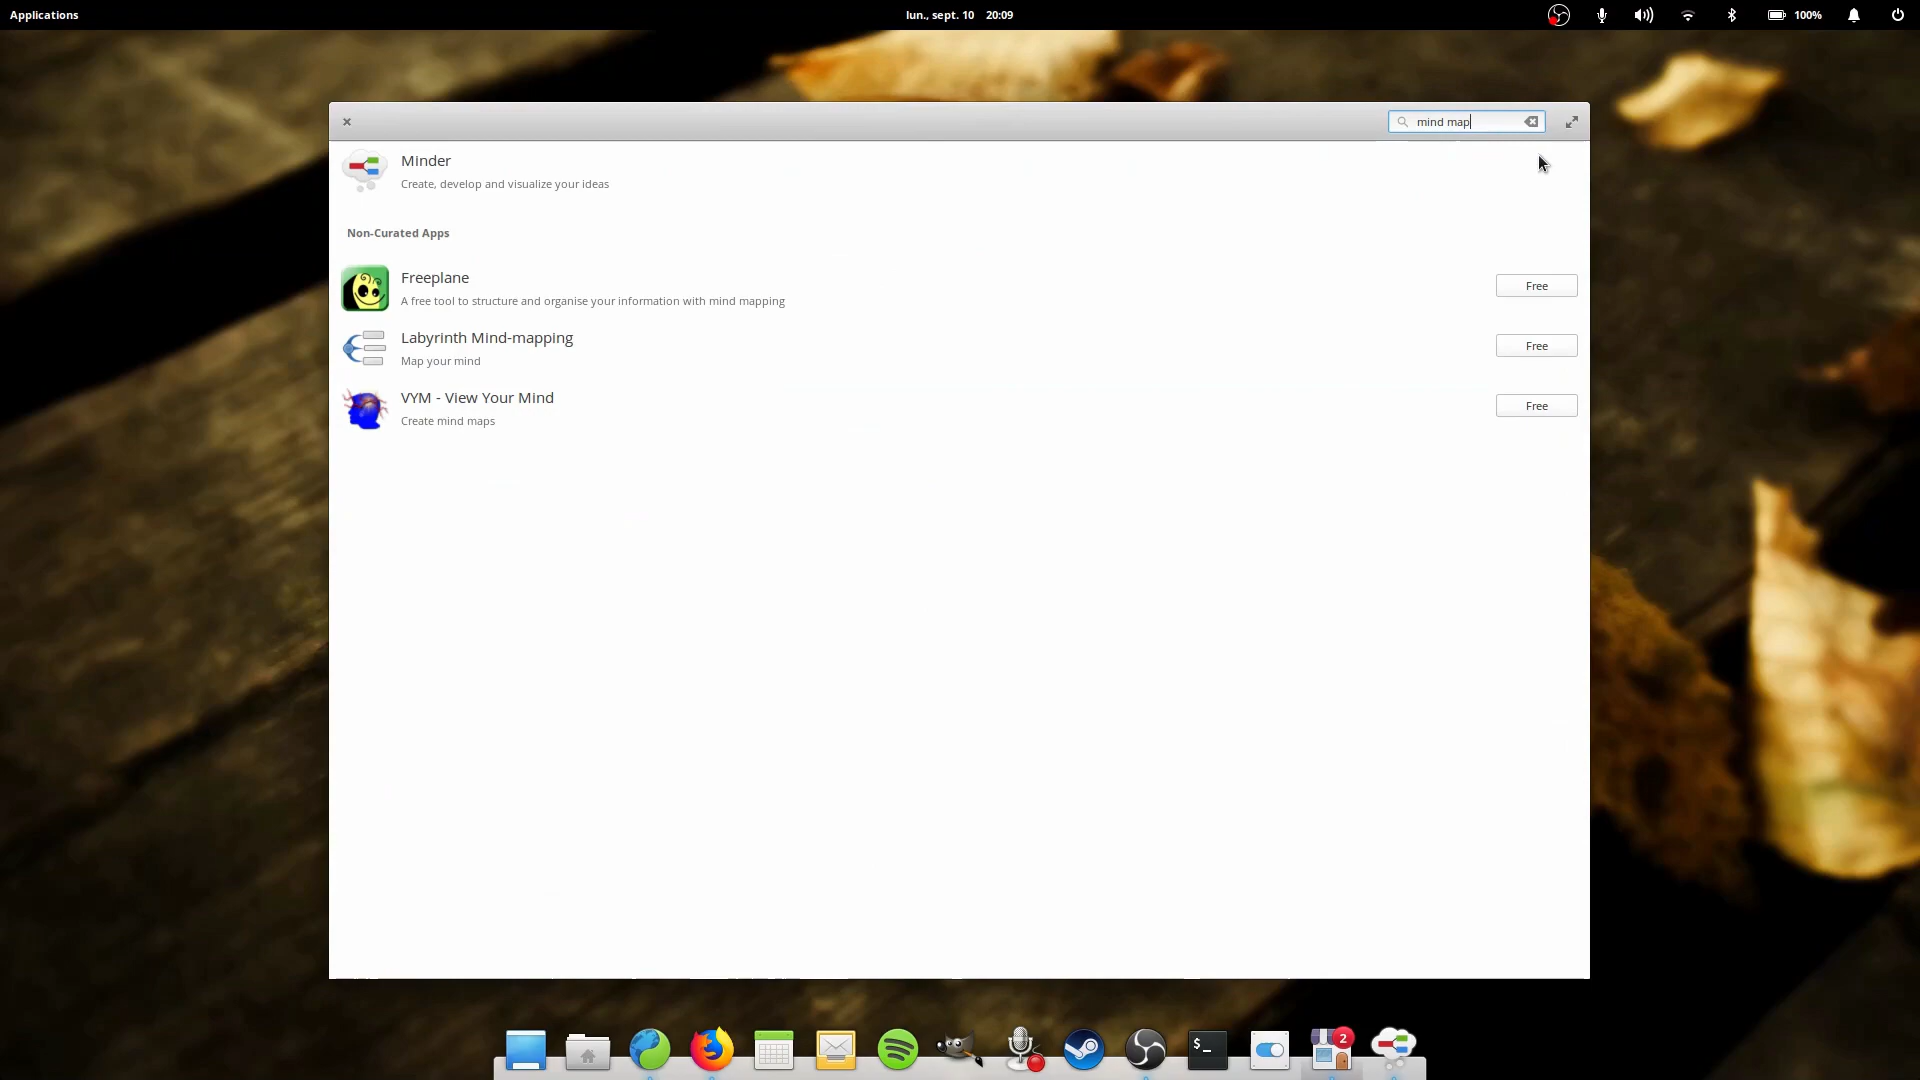 Applications
lun., sept. 10 20:09
100%
mind map
Minder
Create, develop and visualize your ideas
Non-Curated Apps
Freeplane
A free tool to structure and organise your information with mind mapping
Free
Labyrinth Mind-mapping
Map your mind
Free
VYM - View Your Mind
Create mind maps
Free
$_
2